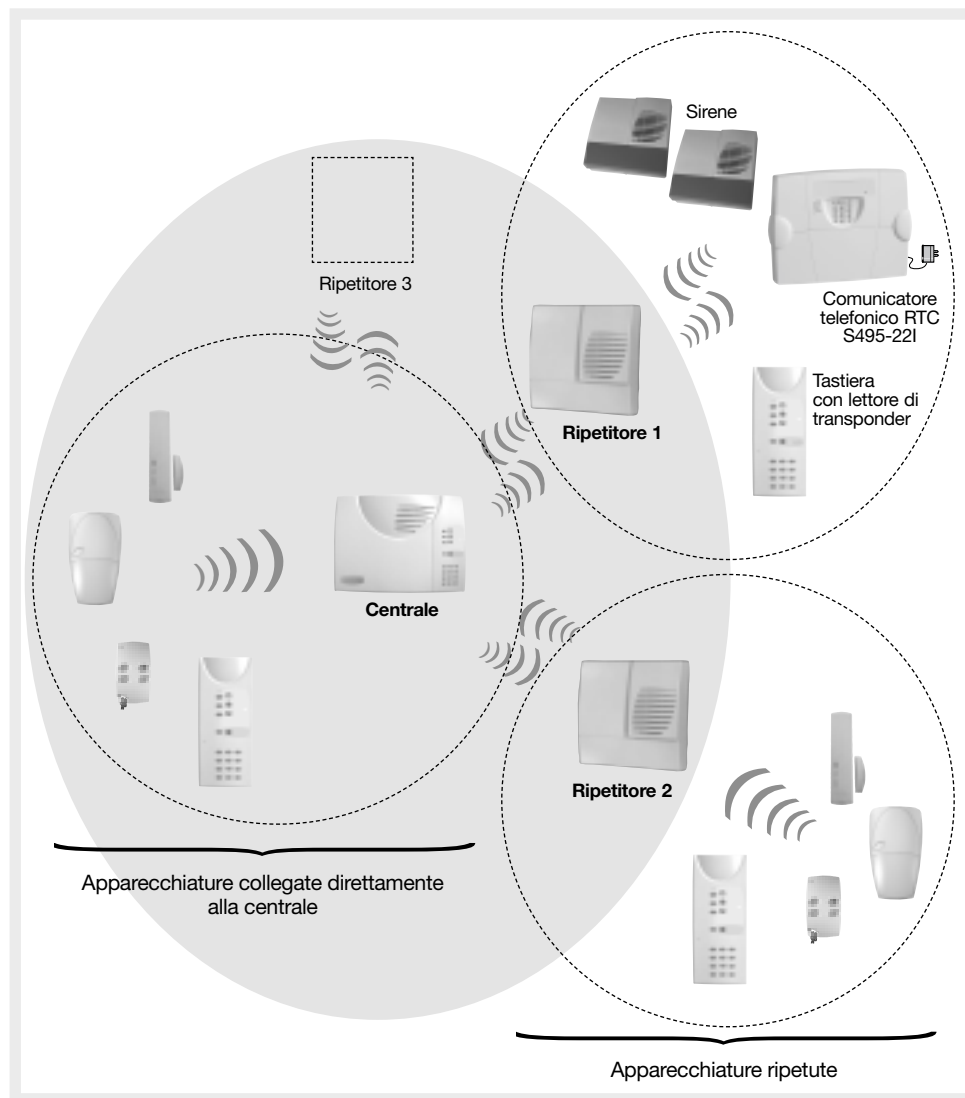 Sirene
Ripetitore 3
Comunicatore
telefonico RTC
S495-22I
Tastiera
con lettore di
transponder
Ripetitore 1
Centrale
Ripetitore 2
Apparecchiature collegate direttamente
alla centrale
Apparecchiature ripetute